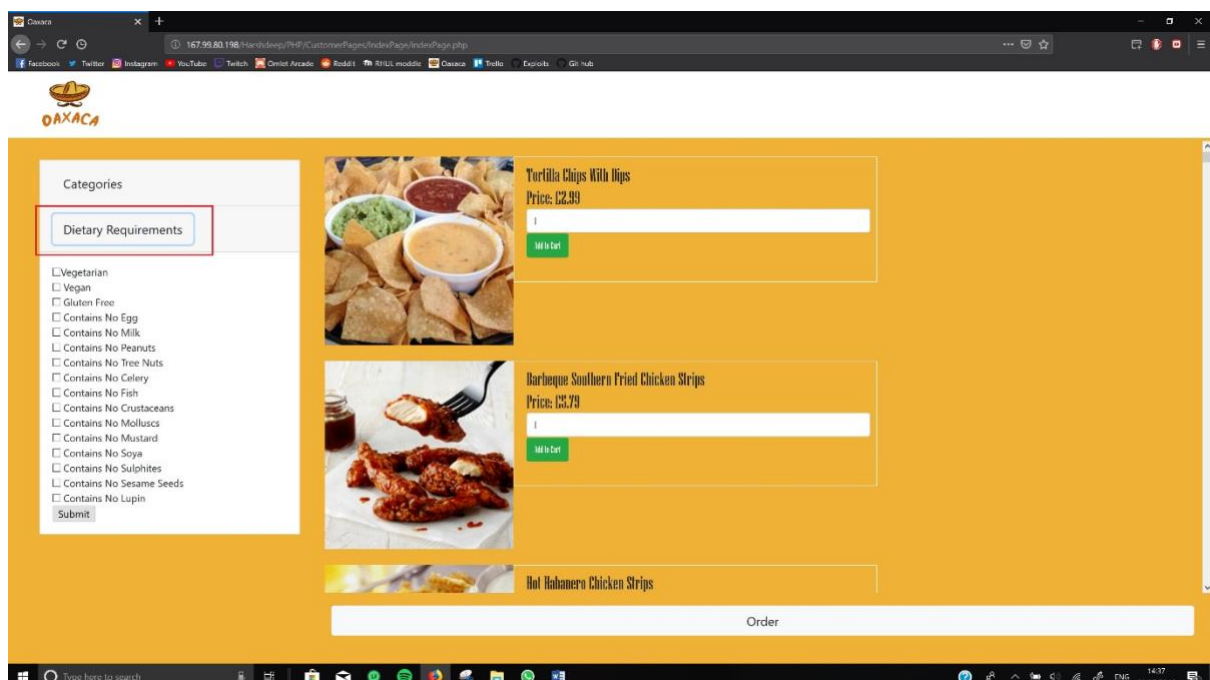 Oaxaca
167.99.80.198/Harshdeep/PHP/CustomerPages/IndexPage/indexPage.php
Facebook Twitter Instagram YouTube Twitch Omlet Arcade Reddit RHUL moddle Oaxaca Trello Exploits Git hub
OAXACA
Categories
Dietary Requirements
Vegetarian
Vegan
Gluten Free
Contains No Egg
Contains No Milk
Contains No Peanuts
Contains No Tree Nuts
Contains No Celery
Contains No Fish
Contains No Crustaceans
Contains No Molluscs
Contains No Mustard
Contains No Soya
Contains No Sulphites
Contains No Sesame Seeds
Contains No Lupin
Submit
Tortilla Chips With Dips
Price: £2.99
1
Add to Cart
Barbeque Southern Fried Chicken Strips
Price: £5.79
1
Add to Cart
Hot Habanero Chicken Strips
Order
Type here to search
ENG
14:37